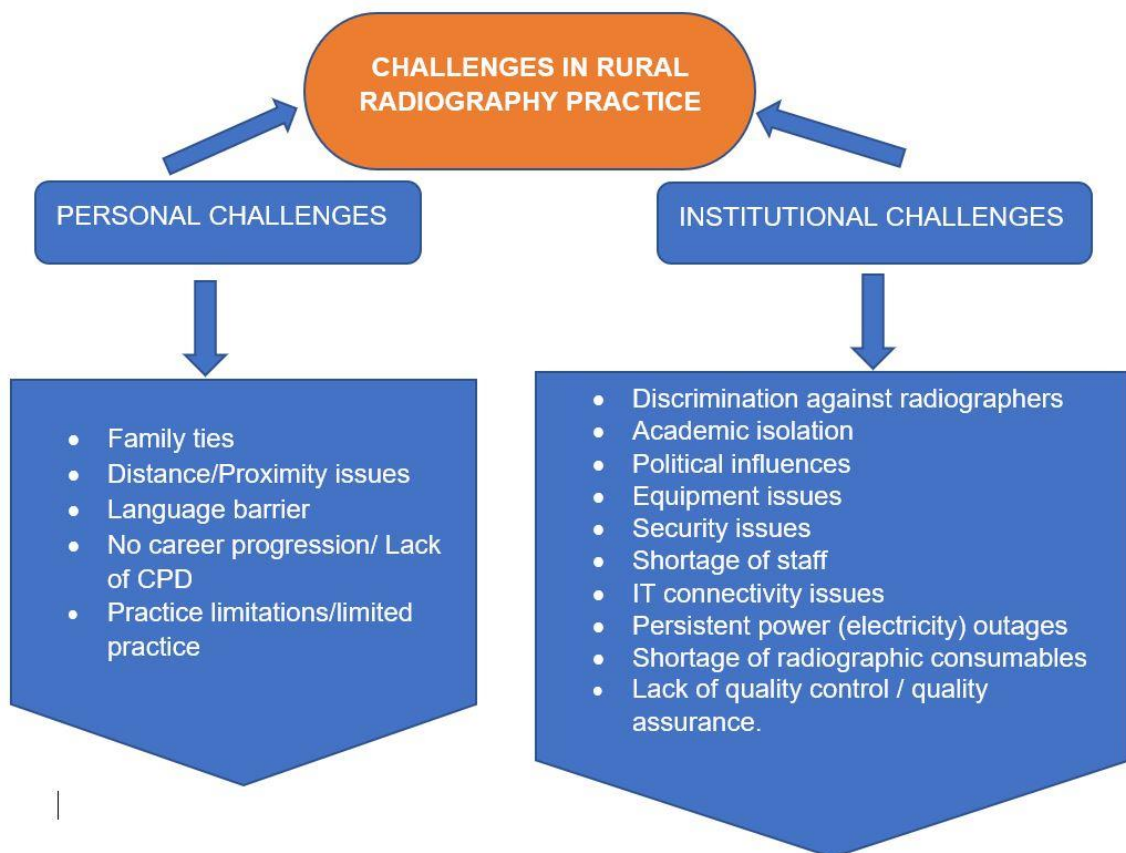 CHALLENGES IN RURAL
RADIOGRAPHY PRACTICE
PERSONAL CHALLENGES
INSTITUTIONAL CHALLENGES
• Family ties
• Distance/Proximity issues
• Language barrier
• No career progression/ Lack
of CPD
• Practice limitations/limited
practice
• Discrimination against radiographers
• Academic isolation
• Political influences
• Equipment issues
• Security issues
• Shortage of staff
• IT connectivity issues
• Persistent power (electricity) outages
• Shortage of radiographic consumables
• Lack of quality control / quality
assurance.